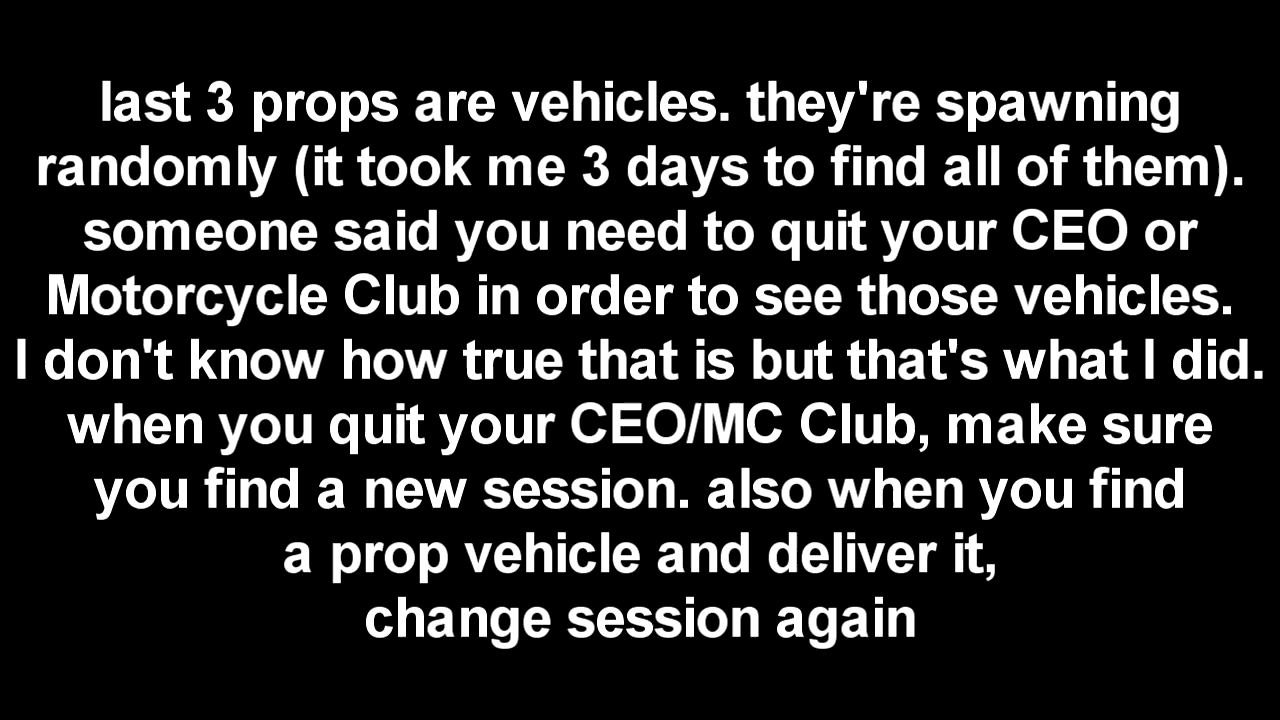 last 3 props are vehicles. they're spawning
randomly (it took me 3 days to find all of them).
someone said you need to quit your CEO or
Motorcycle Club in order to see those vehicles.
I don't know how true that is but that's what I did.
when you quit your CEO/MC Club, make sure
you find a new session. also when you find
a prop vehicle and deliver it,
change session again